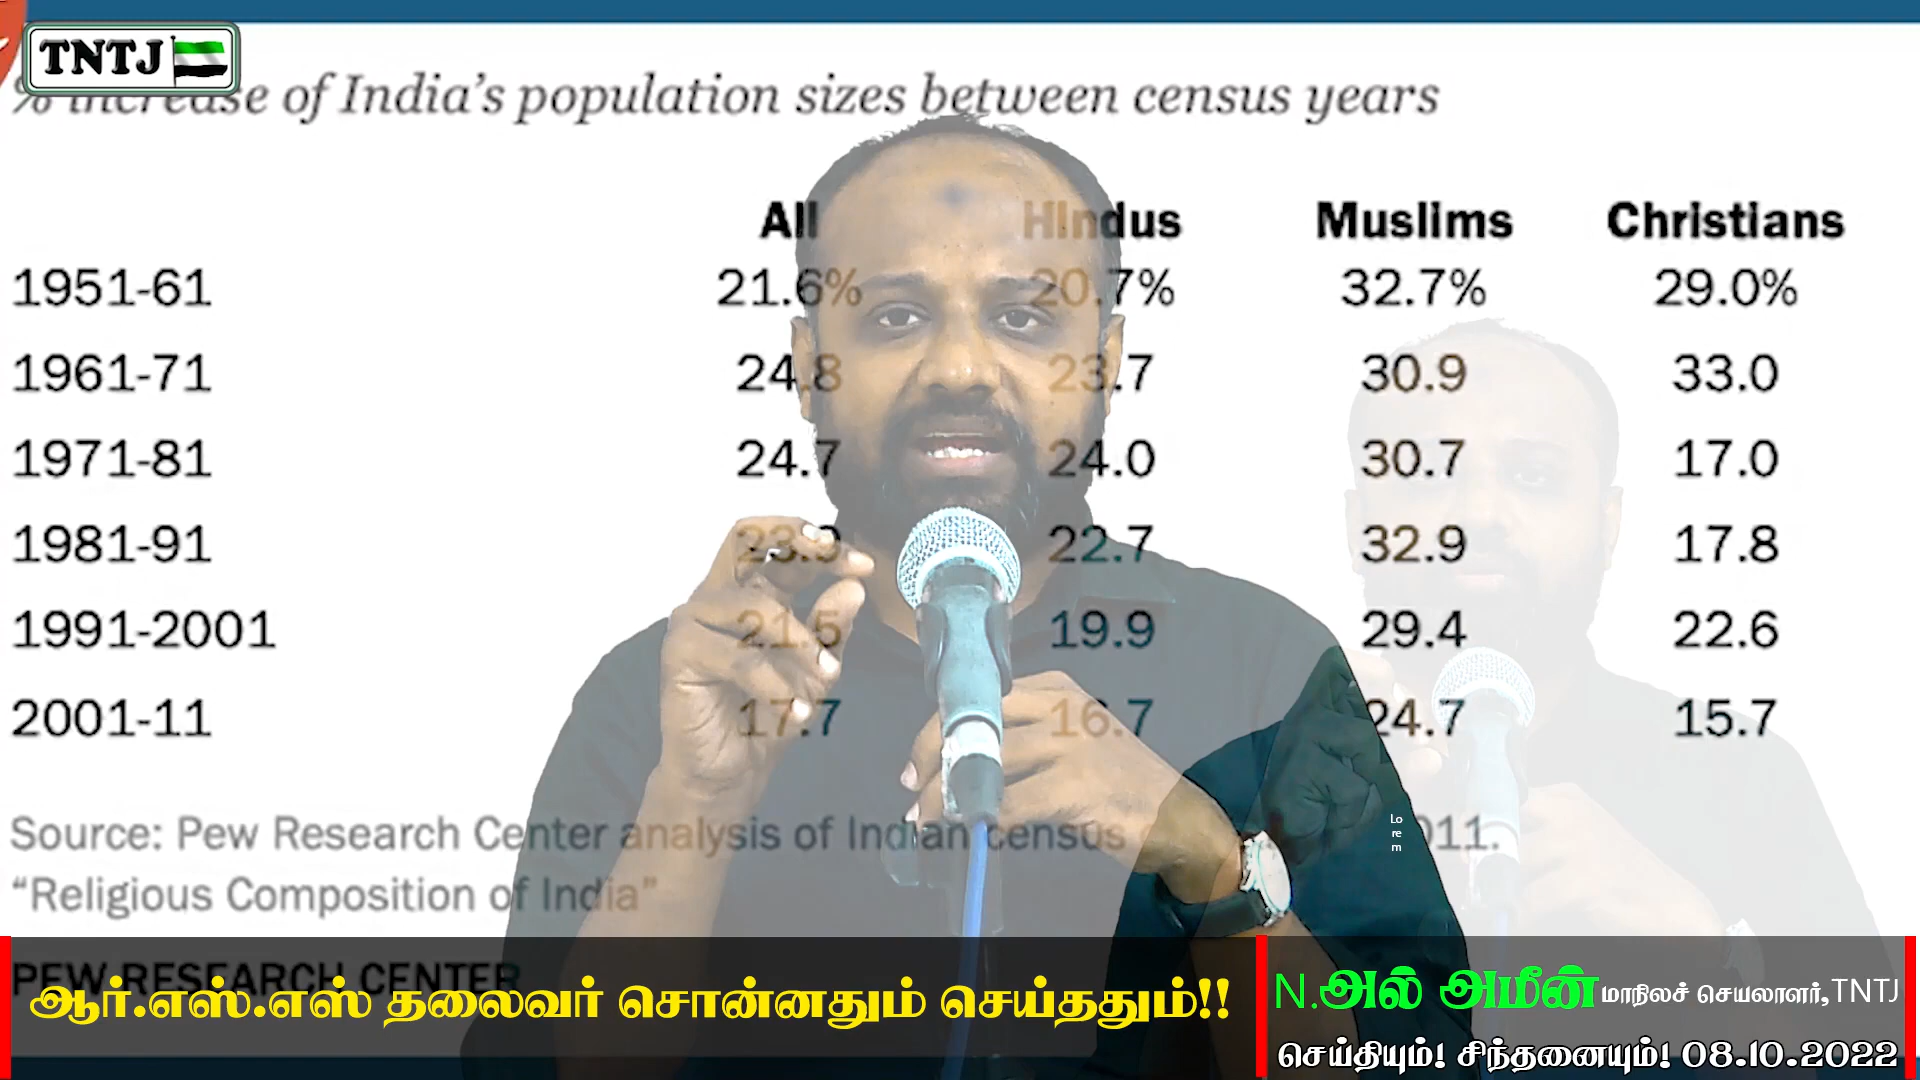 TNTJ
% increase of India's population sizes between census years
All Hindus Muslims Christians
1951-61 21.6% 20.7% 32.7% 29.0%
1961-71 24.8 23.7 30.9 33.0
1971-81 24.7 24.0 30.7 17.0
1981-91 23.9 22.7 32.9 17.8
1991-2001 21.5 19.9 29.4 22.6
2001-11 17.7 16.7 24.7 15.7
Source: Pew Research Center analysis of Indian census 011.
“Religious Composition of India”
Lo
re
m
PEW RESEARCH CENTER
ஆர்.எஸ்.எஸ் தலைவர் சொன்னதும் செய்ததும்!!
N.அல் அமீன் மாநிலச் செயலாளர்,TNTJ
செய்தியும்! சிந்தனையும்! 08.10.2022